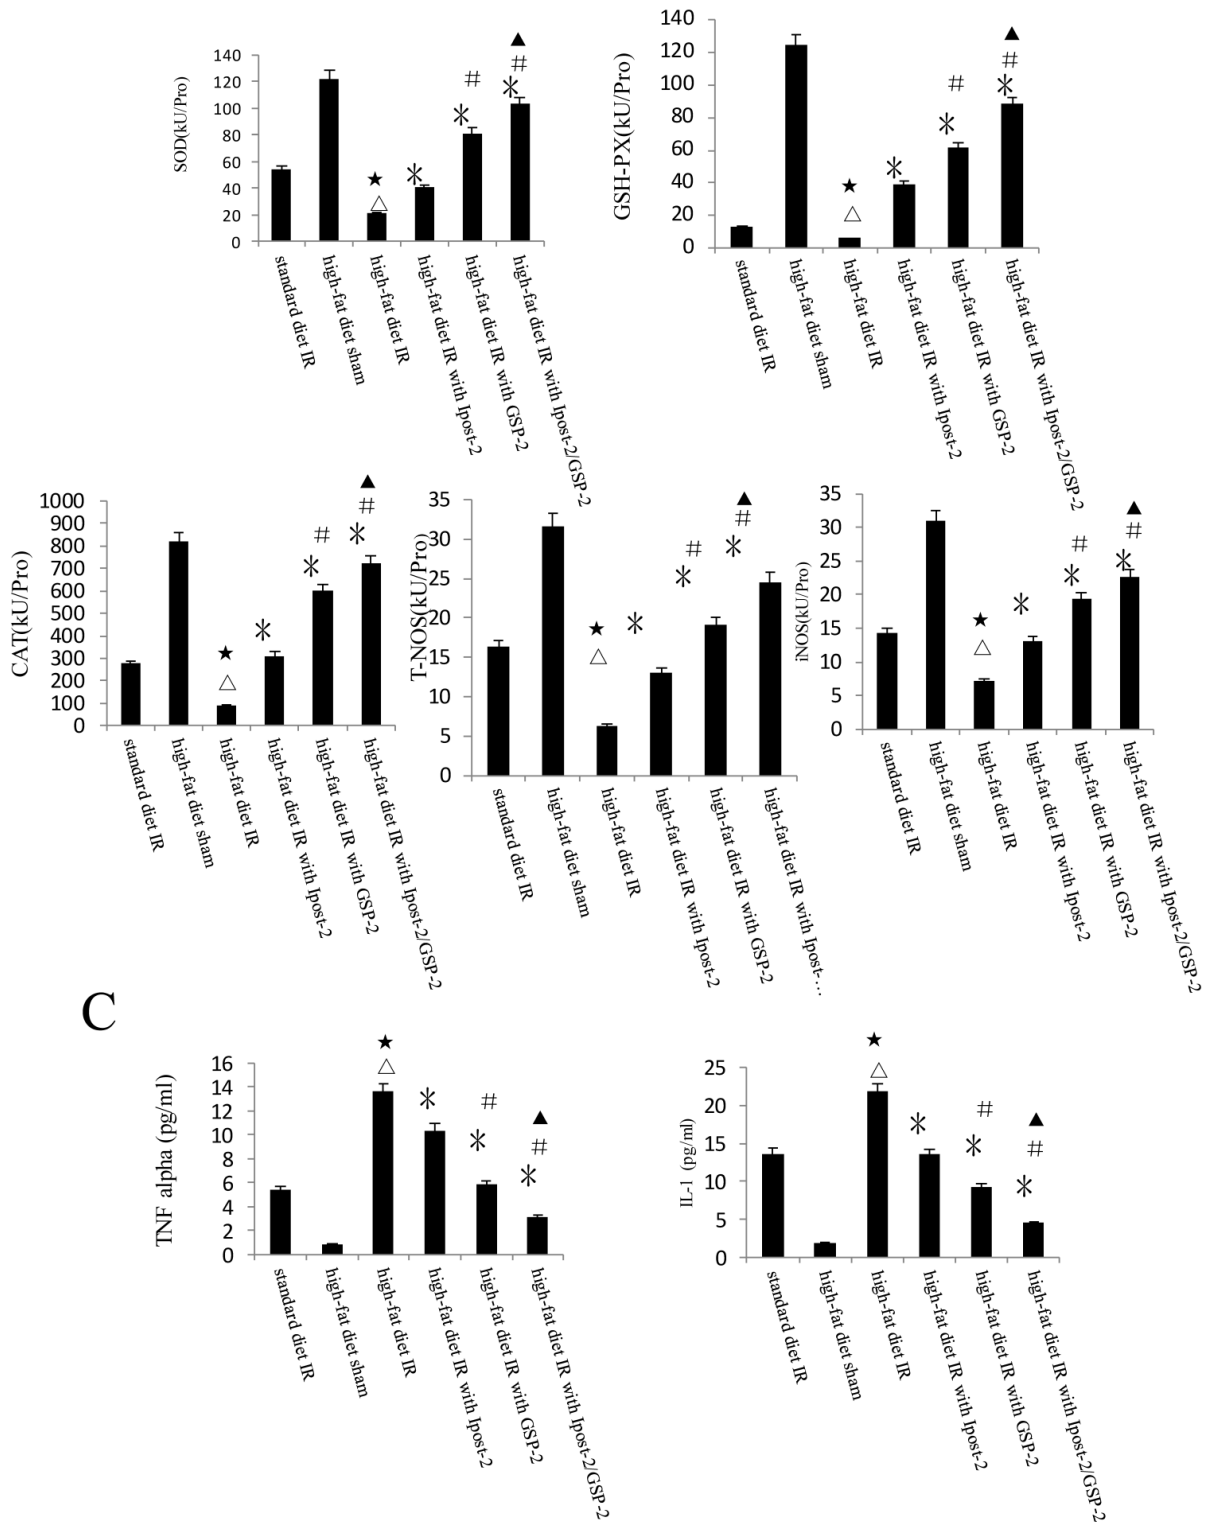 SOD(kU/Pro)
140
120
100
80
60
40
20
0
▲
#
#
★
△
standard diet IR
high-fat diet sham
high-fat diet IR
high-fat diet IR with Ipost-2
high-fat diet IR with GSP-2
high-fat diet IR with Ipost-2/GSP-2
GSH-PX(kU/Pro)
140
120
100
80
60
40
20
0
▲
#
#
★
△
standard diet IR
high-fat diet sham
high-fat diet IR
high-fat diet IR with Ipost-2
high-fat diet IR with GSP-2
high-fat diet IR with Ipost-2/GSP-2
CAT(kU/Pro)
1000
900
800
700
600
500
400
300
200
100
0
▲
#
#
★
△
standard diet IR
high-fat diet sham
high-fat diet IR
high-fat diet IR with Ipost-2
high-fat diet IR with GSP-2
high-fat diet IR with Ipost-2/GSP-2
T-NOS(kU/Pro)
35
30
25
20
15
10
5
0
▲
#
#
★
△
standard diet IR
high-fat diet sham
high-fat diet IR
high-fat diet IR with Ipost-2
high-fat diet IR with GSP-2
high-fat diet IR with Ipost-…
iNOS(kU/Pro)
35
30
25
20
15
10
5
0
▲
#
#
★
△
standard diet IR
high-fat diet sham
high-fat diet IR
high-fat diet IR with Ipost-2
high-fat diet IR with GSP-2
high-fat diet IR with Ipost-2/GSP-2
C
TNF alpha (pg/ml)
16
14
12
10
8
6
4
2
0
★
△
#
▲
#
standard diet IR
high-fat diet sham
high-fat diet IR
high-fat diet IR with Ipost-2
high-fat diet IR with GSP-2
high-fat diet IR with Ipost-2/GSP-2
IL-1 (pg/ml)
25
20
15
10
5
0
★
△
#
▲
#
standard diet IR
high-fat diet sham
high-fat diet IR
high-fat diet IR with Ipost-2
high-fat diet IR with GSP-2
high-fat diet IR with Ipost-2/GSP-2